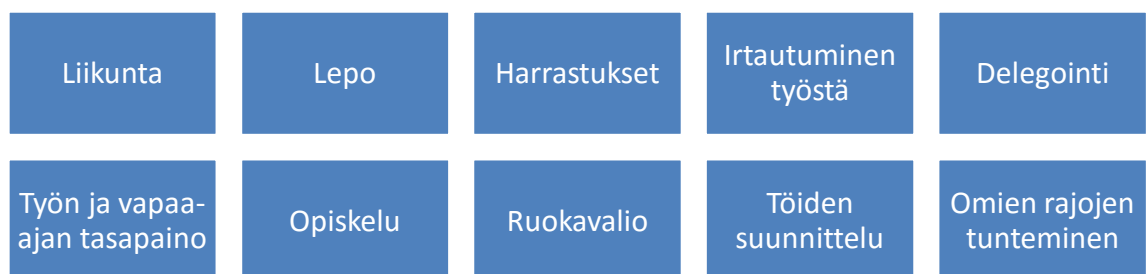 Liikunta
Lepo
Harrastukset
Irtautuminen
työstä
Delegointi
Työn ja vapaa-
ajan tasapaino
Opiskelu
Ruokavalio
Töiden
suunnittelu
Omien rajojen
tunteminen